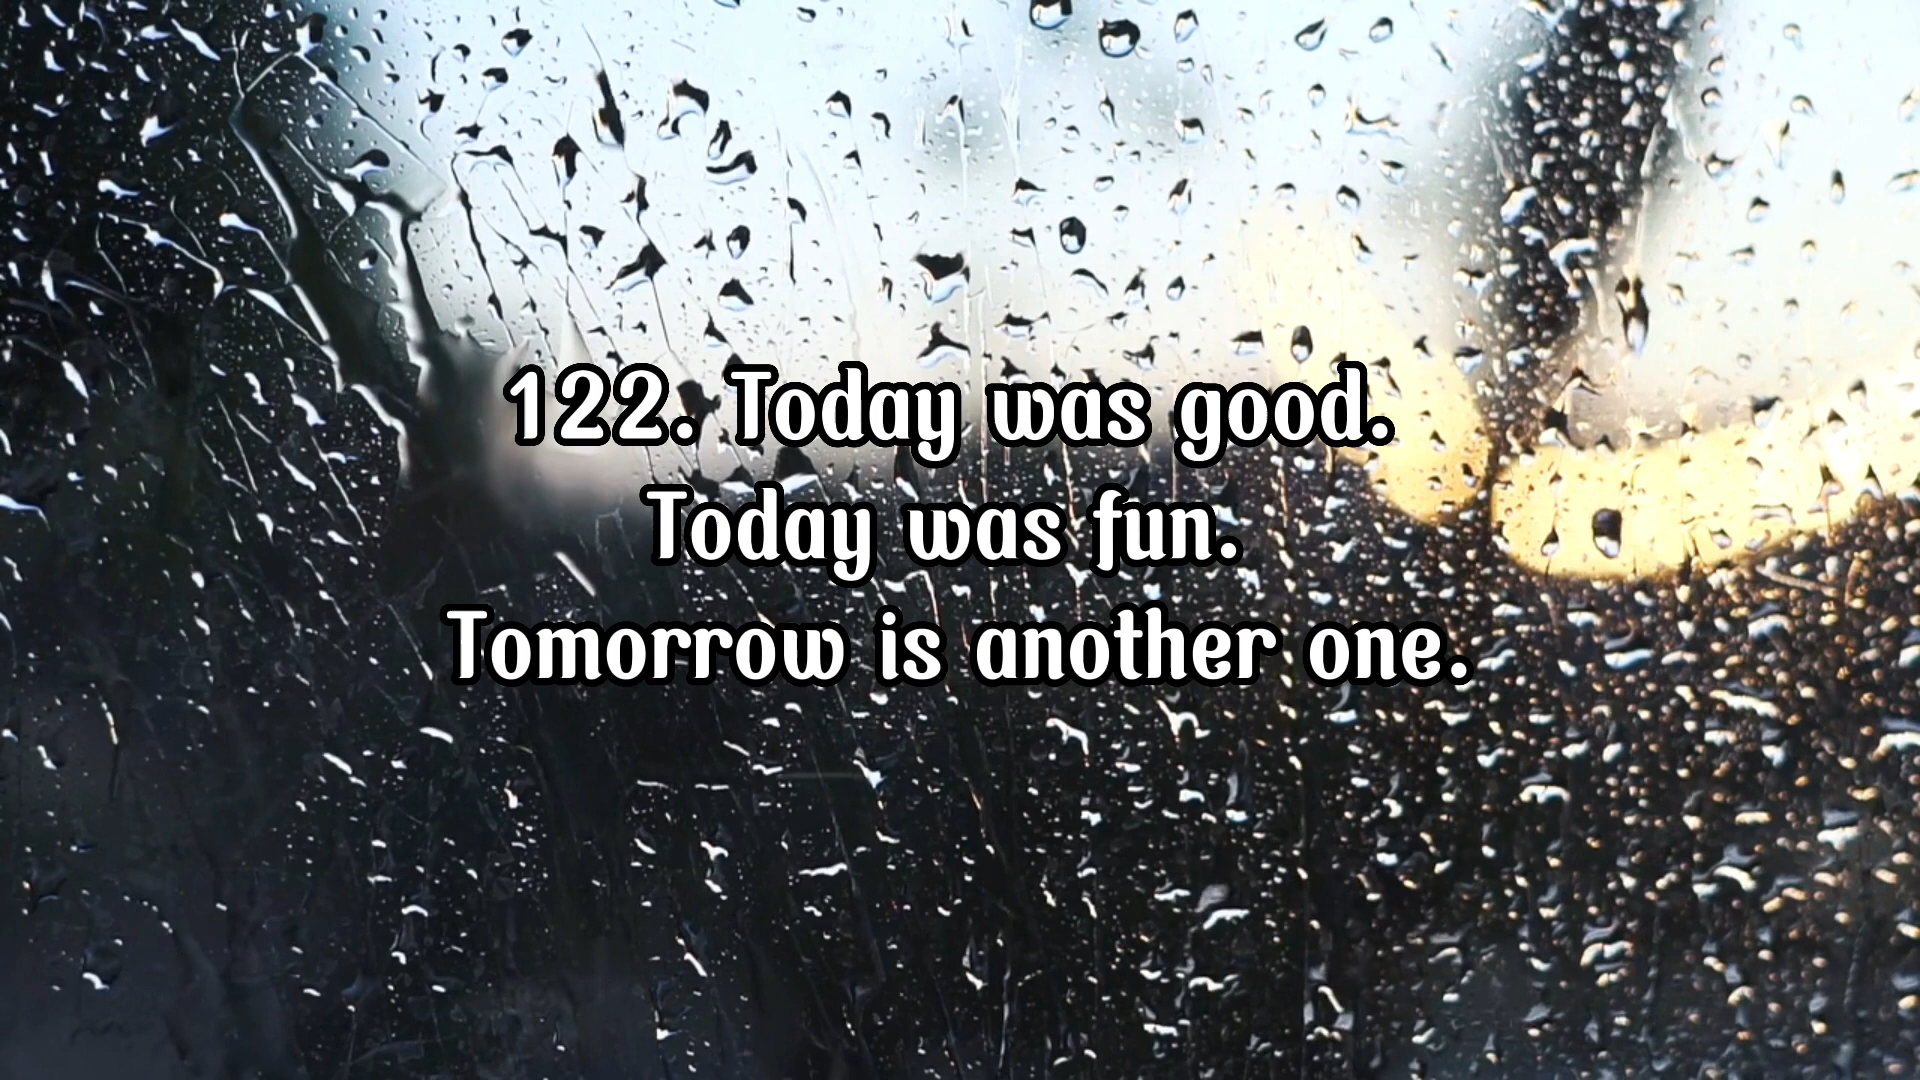 122. Today was good.
Today was fun.
Tomorrow is another one.